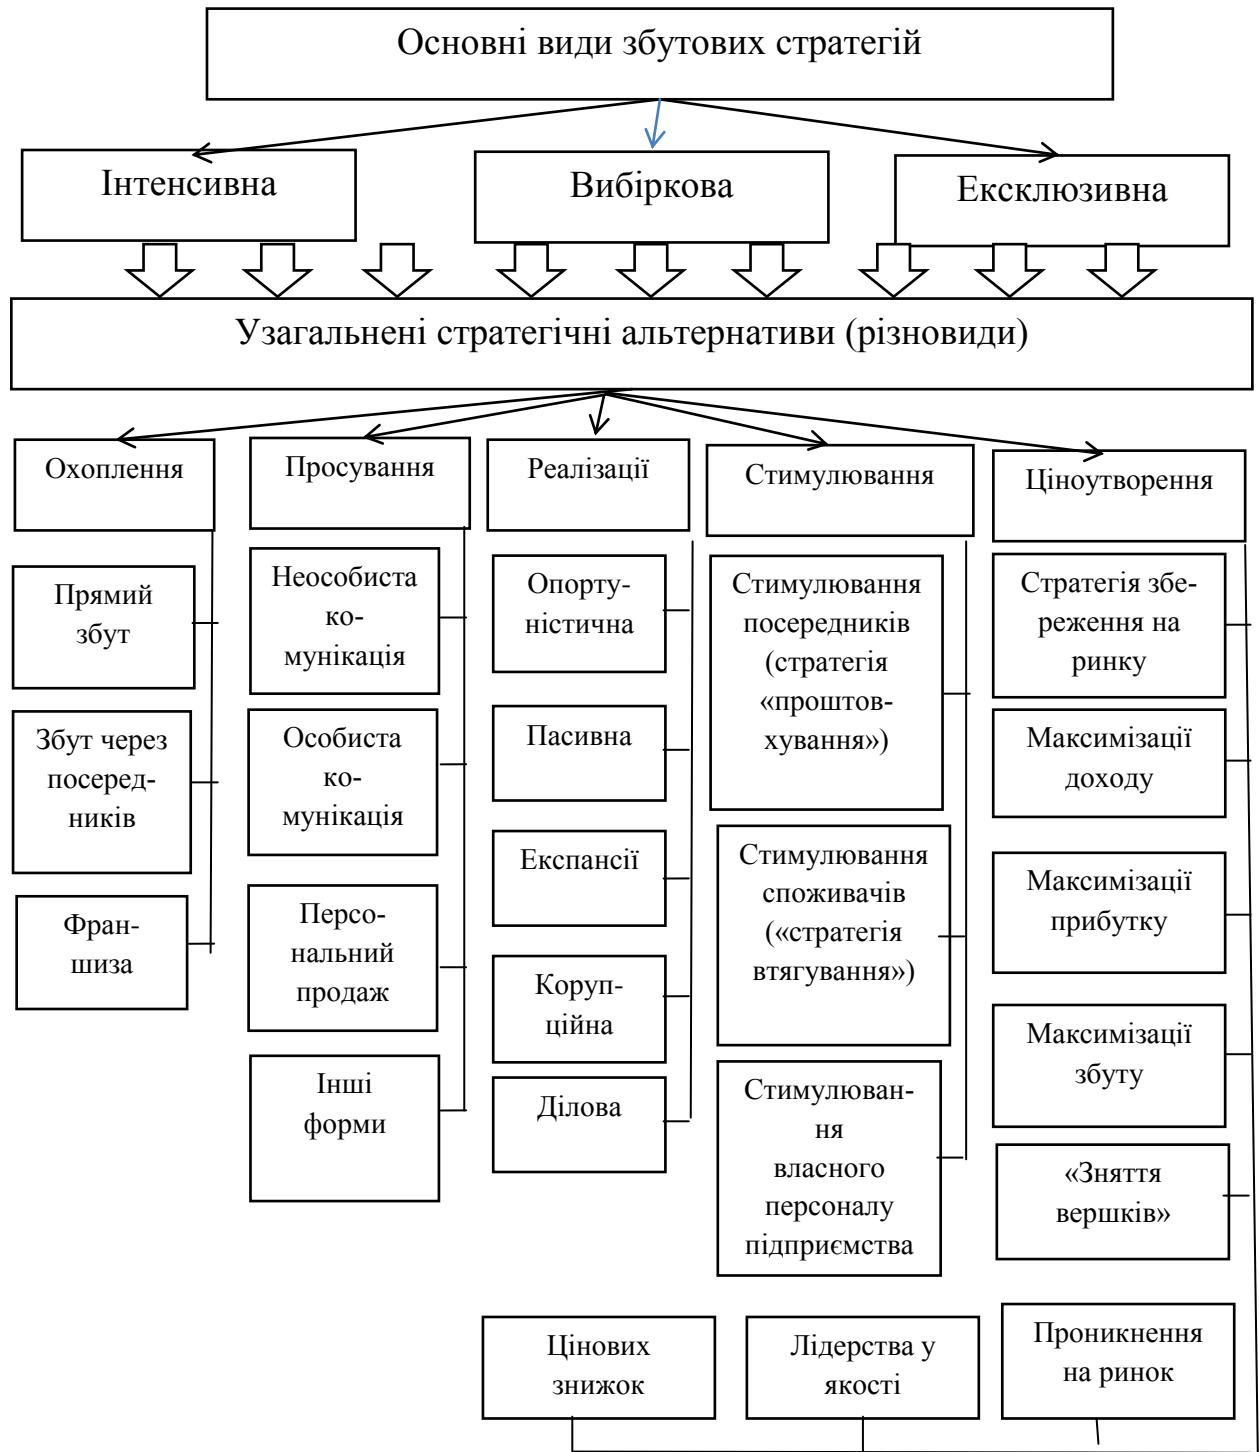 Основні види збутових стратегій
Інтенсивна
Вибіркова
Ексклюзивна
Узагальнені стратегічні альтернативи (різновиди)
Охоплення
Прямий
збут
Збут через
посеред-
ників
Фран-
шиза
Просування
Неособиста
ко-
мунікація
Особиста
ко-
мунікація
Персо-
нальний
продаж
Інші
форми
Реалізації
Опорту-
ністична
Пасивна
Експансії
Коруп-
ційна
Ділова
Стимулювання
Стимулювання
посередників
(стратегія
«проштов-
хування»)
Стимулювання
споживачів
(«стратегія
втягування»)
Стимулюван-
ня
власного
персоналу
підприємства
Ціноутворення
Стратегія збе-
реження на
ринку
Максимізації
доходу
Максимізації
прибутку
Максимізації
збуту
«Зняття
вершків»
Цінових
знижок
Лідерства у
якості
Проникнення
на ринок